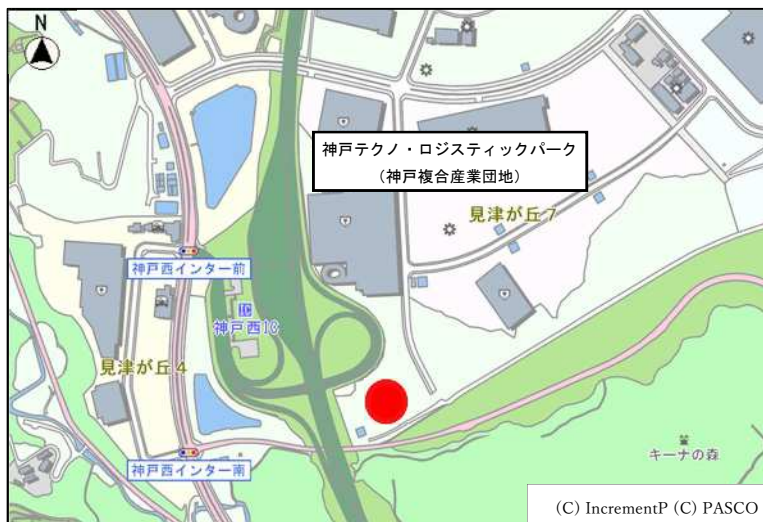 N
神戸テクノ・ロジスティックパーク
（神戸複合産業団地）
見津が丘7
神戸西インター前
神戸西IC
見津が丘4
神戸西インター南
キーナの森
(C) IncrementP (C) PASCO